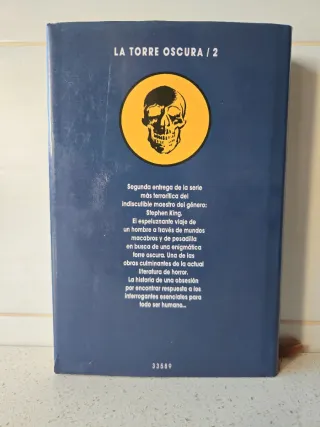 LA TORRE OSCURA / 2
Segunda entrega de la serie
más terrorífica del
indiscutible maestro del género:
Stephen King.
El espeluznante viaje de
un hombre a través de mundos
macabros y de pesadilla
en busca de una enigmática
torre oscura. Una de las
obras culminantes de la actual
literatura de horror.
La historia de una obsesión
por encontrar respuesta a los
interrogantes esenciales para
todo ser humano...
33089